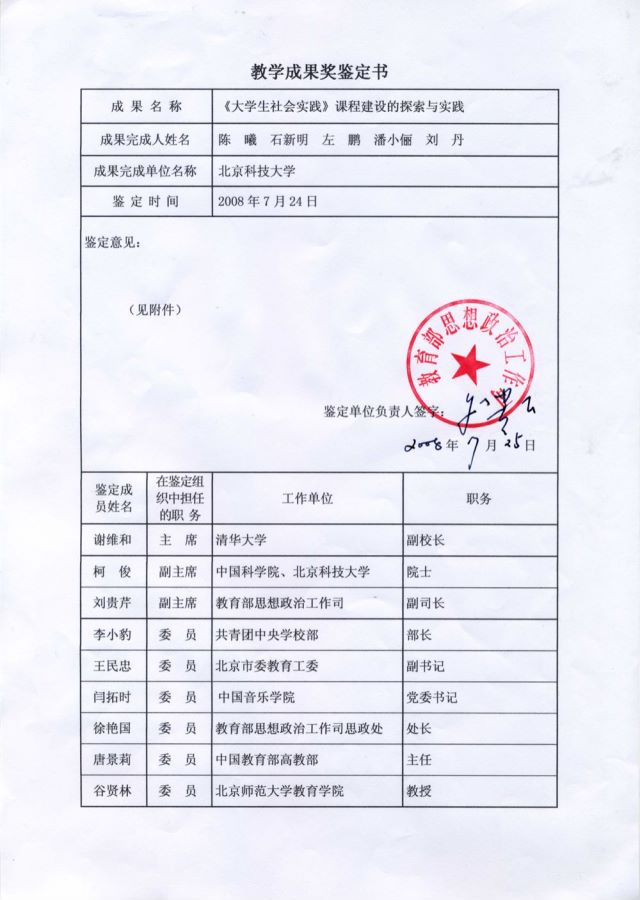 教学成果奖鉴定书
成果名称 《大学生社会实践》课程建设的探索与实践
成果完成人姓名 陈 曦 石新明 左 鹏 潘小俪 刘 丹
成果完成单位名称 北京科技大学
鉴定时间 2008年7月24日
鉴定意见：
（见附件）
教育部思想政治工作
鉴定单位负责人签字：
2008年7月25日
鉴定成员姓名 在鉴定组织中担任的职务 工作单位 职务
谢维和 主席 清华大学 副校长
柯 俊 副主席 中国科学院、北京科技大学 院士
刘贵芹 副主席 教育部思想政治工作司 副司长
李小豹 委员 共青团中央学校部 部长
王民忠 委员 北京市委教育工委 副书记
闫拓时 委员 中国音乐学院 党委书记
徐艳国 委员 教育部思想政治工作司思政处 处长
唐景莉 委员 中国教育部高教部 主任
谷贤林 委员 北京师范大学教育学院 教授